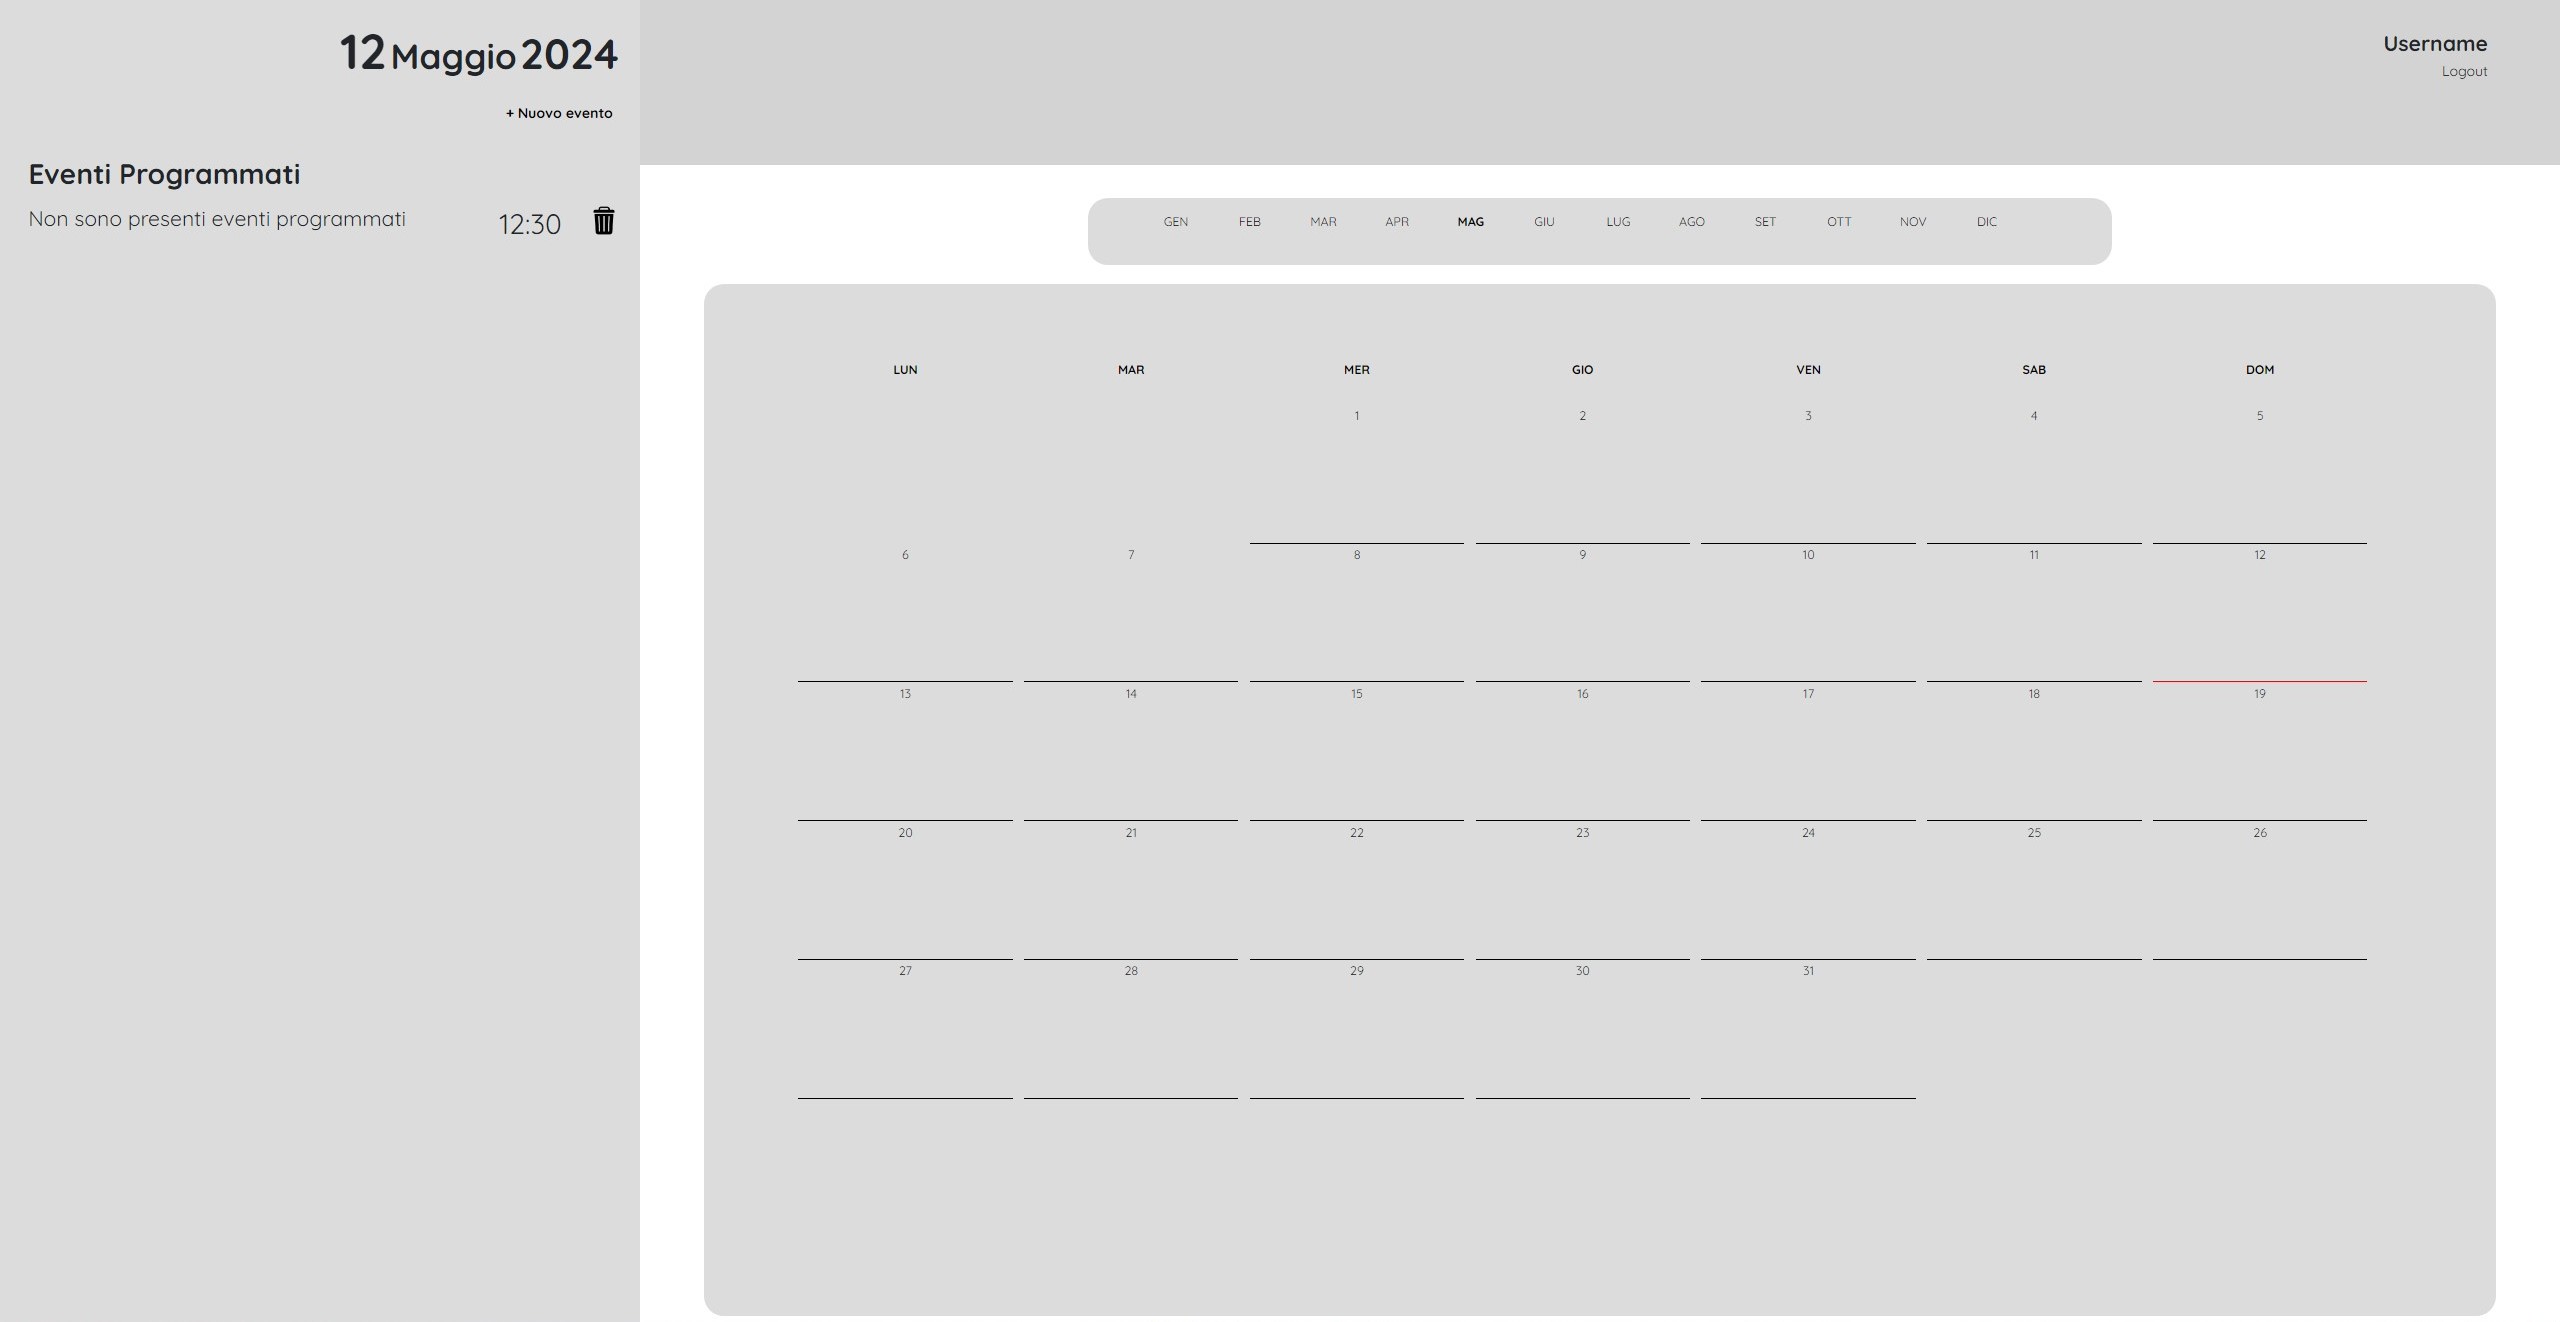 12 Maggio 2024
+ Nuovo evento
Eventi Programmati
Non sono presenti eventi programmati 12:30
Username
Logout
GEN FEB MAR APR MAG GIU LUG AGO SET OTT NOV DIC
LUN MAR MER GIO VEN SAB DOM
1 2 3 4 5
6 7 8 9 10 11 12
13 14 15 16 17 18 19
20 21 22 23 24 25 26
27 28 29 30 31